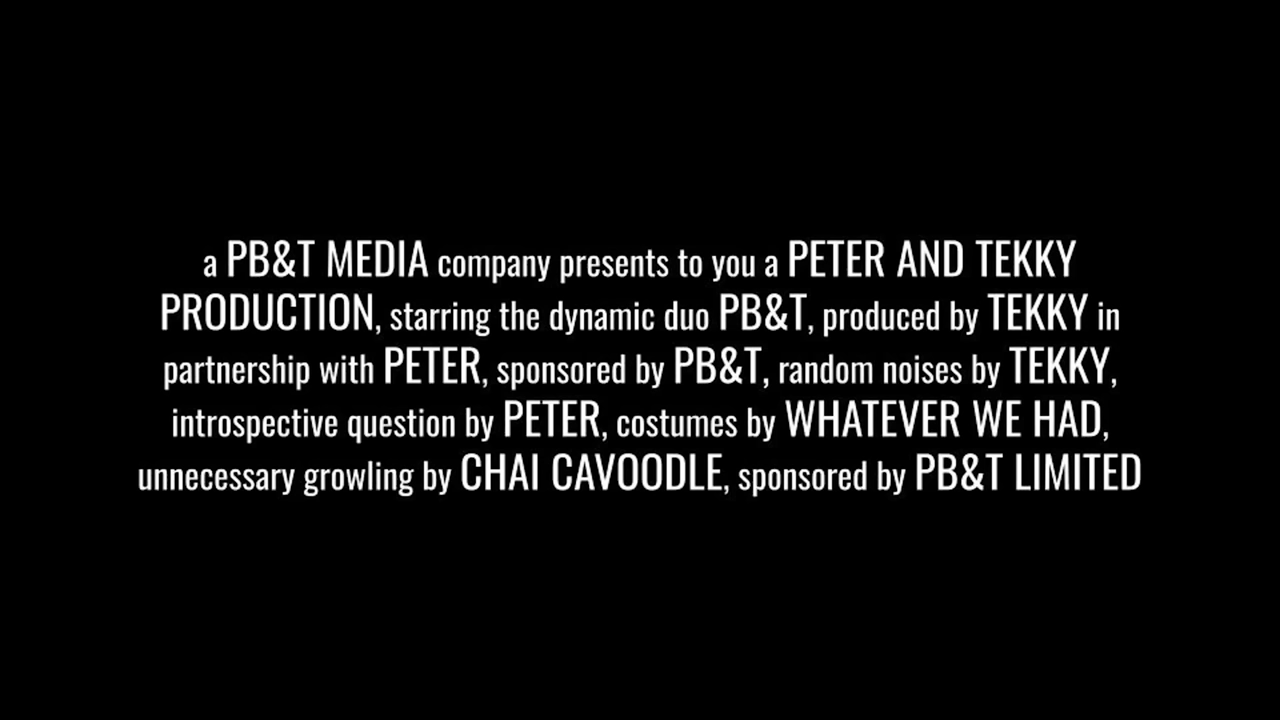 a PB&T MEDIA company presents to you a PETER AND TEKKY
PRODUCTION, starring the dynamic duo PB&T, produced by TEKKY in
partnership with PETER, sponsored by PB&T, random noises by TEKKY,
introspective question by PETER, costumes by WHATEVER WE HAD,
unnecessary growling by CHAI CAVOODLE, sponsored by PB&T LIMITED